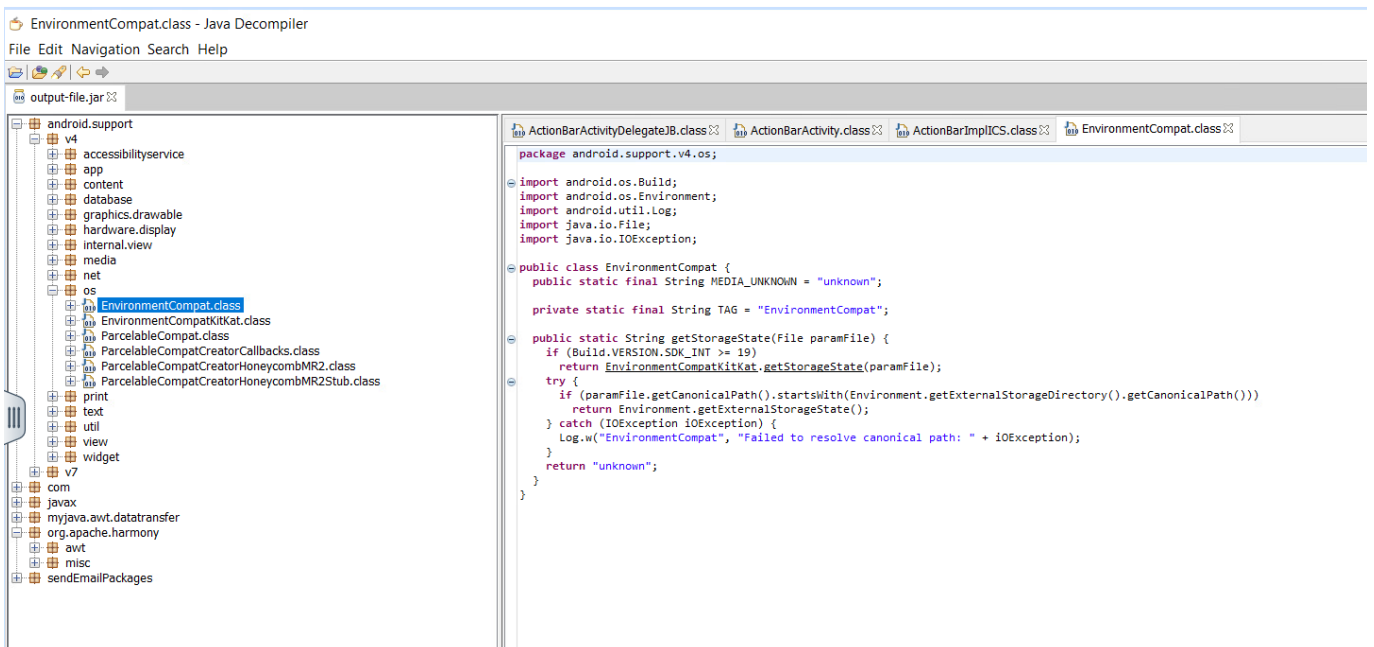 EnvironmentCompat.class - Java Decompiler
File Edit Navigation Search Help
output-file.jar
android.support
v4
accessibilityservice
app
content
database
graphics.drawable
hardware.display
internal.view
media
net
os
EnvironmentCompat.class
EnvironmentCompatKitKat.class
ParcelableCompat.class
ParcelableCompatCreatorCallbacks.class
ParcelableCompatCreatorHoneycombMR2.class
ParcelableCompatCreatorHoneycombMR2Stub.class
print
text
util
view
widget
v7
com
javax
myjava.awt.datatransfer
org.apache.harmony
awt
misc
sendEmailPackages
ActionBarActivityDelegateJB.class ActionBarActivity.class ActionBarImplICS.class EnvironmentCompat.class
package android.support.v4.os;
import android.os.Build;
import android.os.Environment;
import android.util.Log;
import java.io.File;
import java.io.IOException;
public class EnvironmentCompat {
public static final String MEDIA_UNKNOWN = "unknown";
private static final String TAG = "EnvironmentCompat";
public static String getStorageState(File paramFile) {
if (Build.VERSION.SDK_INT >= 19)
return EnvironmentCompatKitKat.getStorageState(paramFile);
try {
if (paramFile.getCanonicalPath().startsWith(Environment.getExternalStorageDirectory().getCanonicalPath()))
return Environment.getExternalStorageState();
} catch (IOException iOException) {
Log.w("EnvironmentCompat", "Failed to resolve canonical path: " + iOException);
}
return "unknown";
}
}